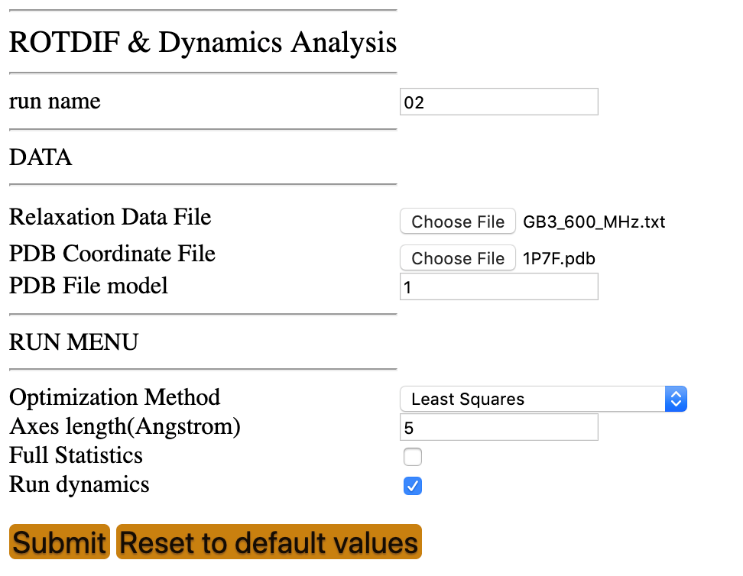 ROTDIF & Dynamics Analysis
run name 02
DATA
Relaxation Data File Choose File GB3_600_MHz.txt
PDB Coordinate File Choose File 1P7F.pdb
PDB File model 1
RUN MENU
Optimization Method Least Squares
Axes length(Angstrom) 5
Full Statistics
Run dynamics
Submit Reset to default values